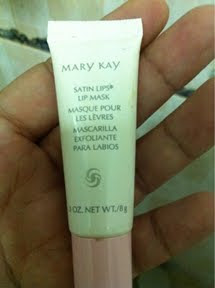 MARY KAY
SATIN LIPS®
LIP MASK
MASQUE POUR
LES LÈVRES
MASCARILLA
EXFOLIANTE
PARA LABIOS
OZ. NET WT./8 g